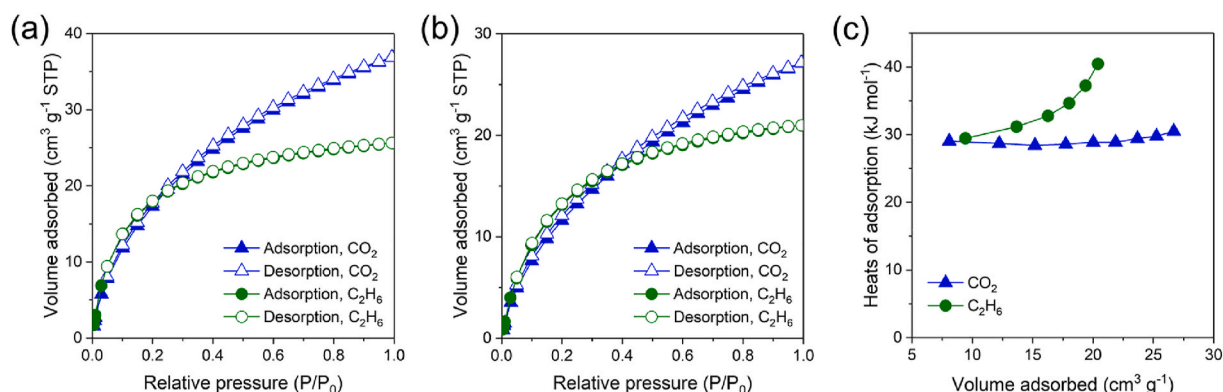 (a)
Volume adsorbed (cm³ g⁻¹ STP)
40
30
20
10
0
0.0 0.2 0.4 0.6 0.8 1.0
Relative pressure (P/P₀)
Adsorption, CO₂
Desorption, CO₂
Adsorption, C₂H₆
Desorption, C₂H₆
(b)
Volume adsorbed (cm³ g⁻¹ STP)
30
20
10
0
0.0 0.2 0.4 0.6 0.8 1.0
Relative pressure (P/P₀)
Adsorption, CO₂
Desorption, CO₂
Adsorption, C₂H₆
Desorption, C₂H₆
(c)
Heats of adsorption (kJ mol⁻¹)
40
30
20
10
0
5 10 15 20 25 30
Volume adsorbed (cm³ g⁻¹)
CO₂
C₂H₆